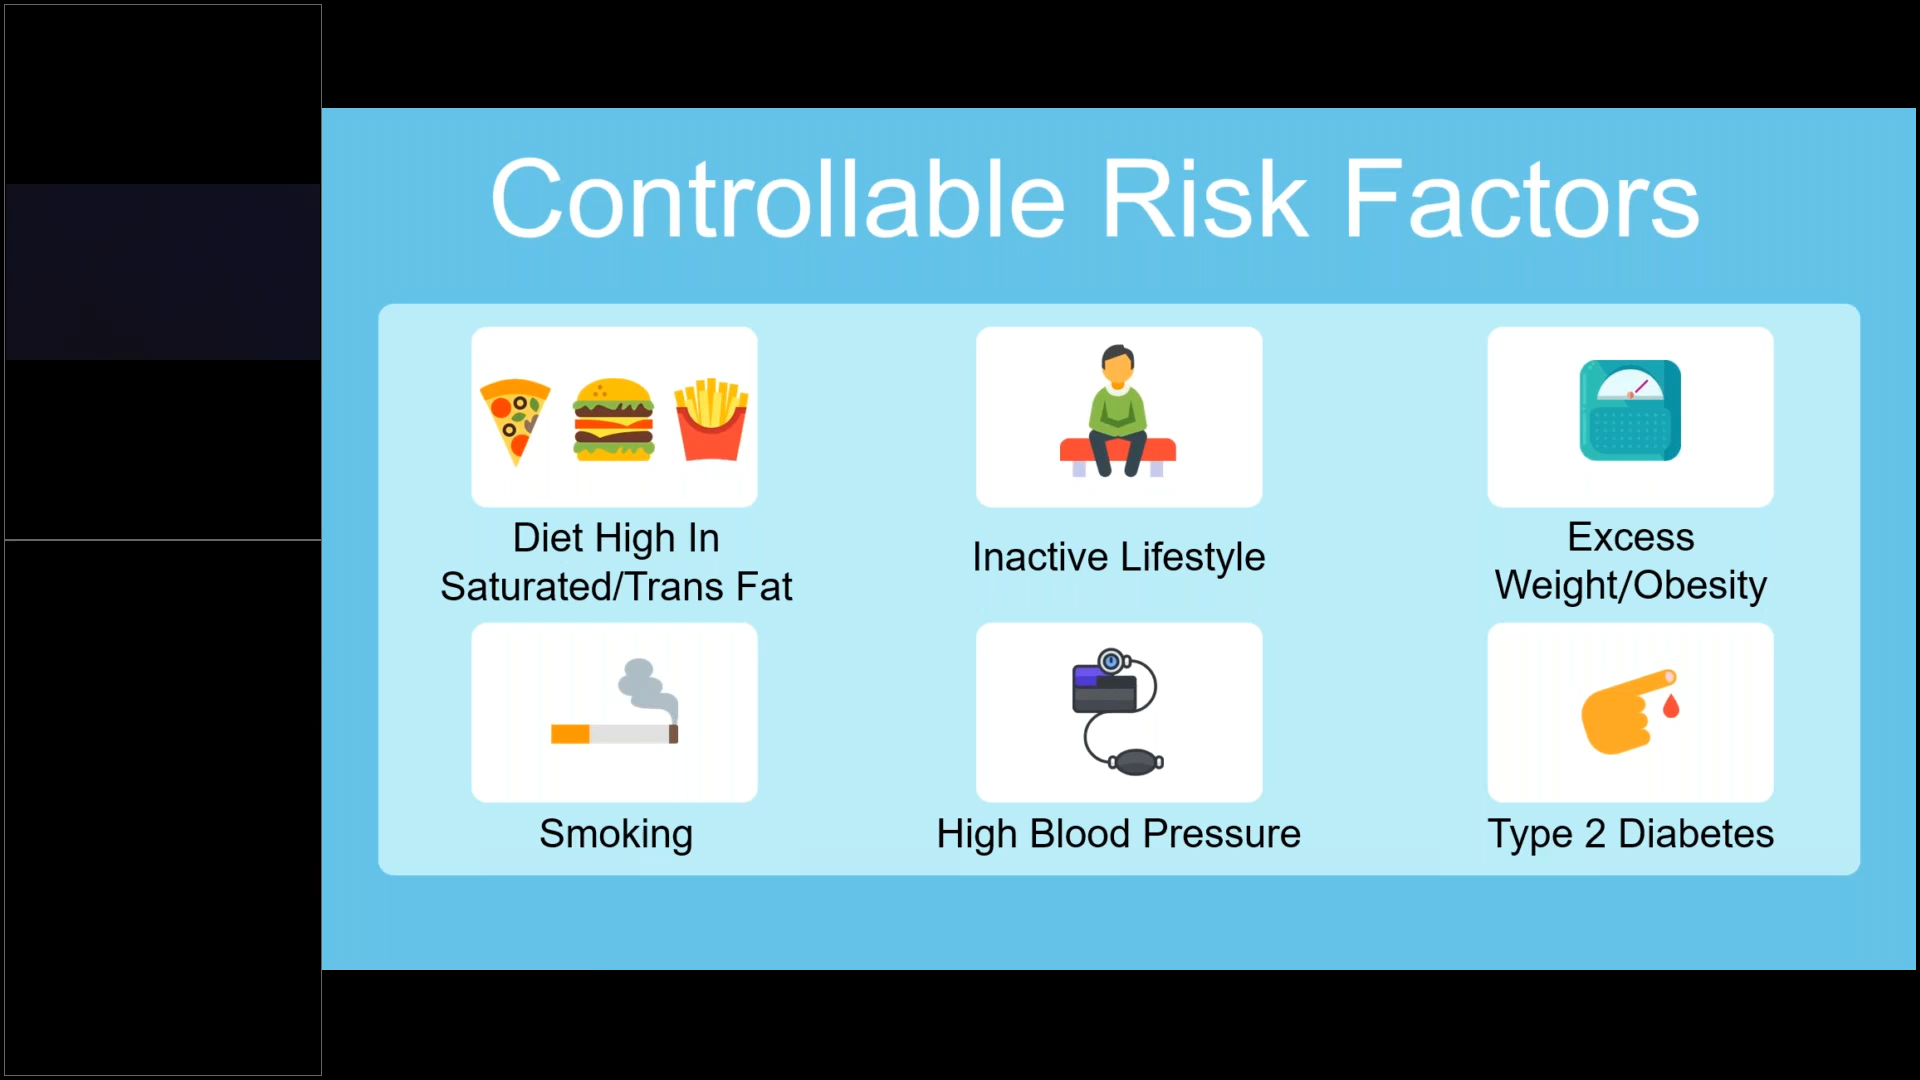 Controllable Risk Factors
Diet High In
Saturated/Trans Fat
Inactive Lifestyle
Excess
Weight/Obesity
Smoking
High Blood Pressure
Type 2 Diabetes